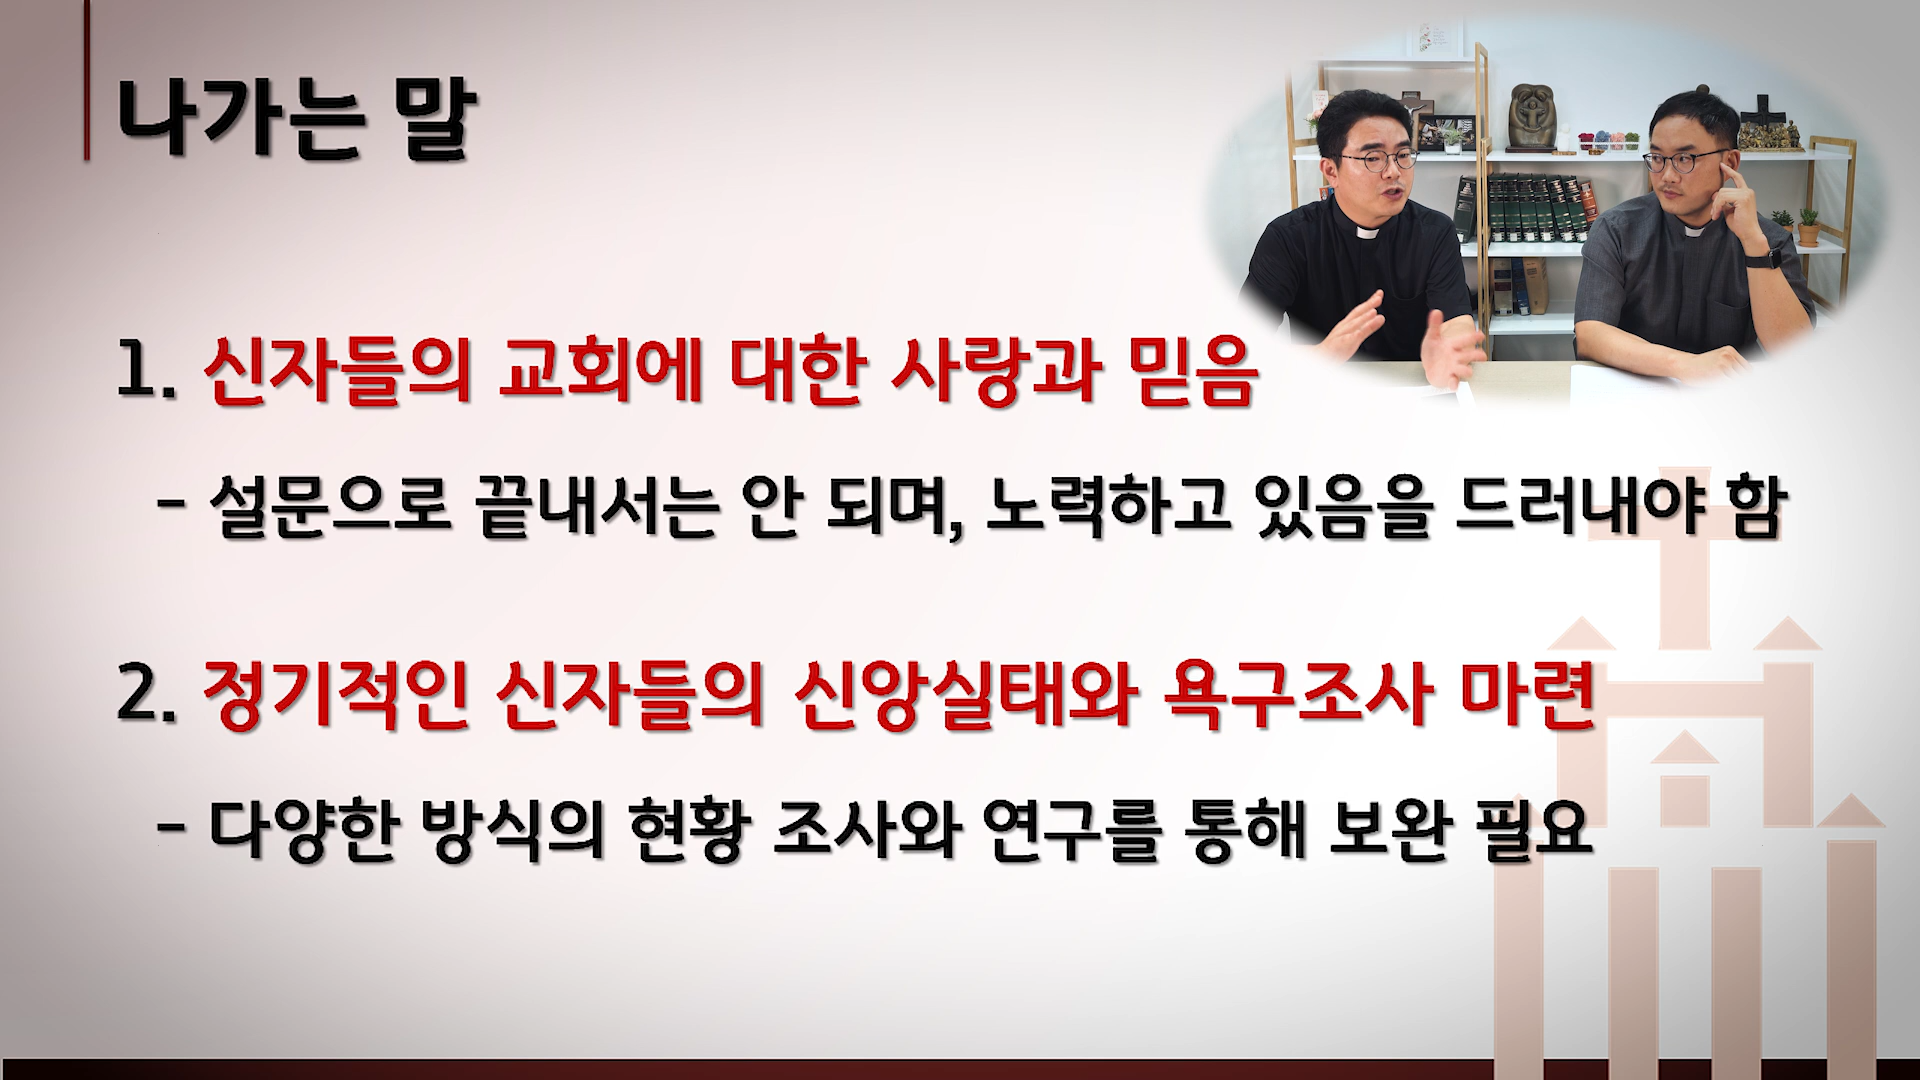 나가는 말
1. 신자들의 교회에 대한 사랑과 믿음
- 설문으로 끝내서는 안 되며, 노력하고 있음을 드러내야 함
2. 정기적인 신자들의 신앙실태와 욕구조사 마련
- 다양한 방식의 현황 조사와 연구를 통해 보완 필요